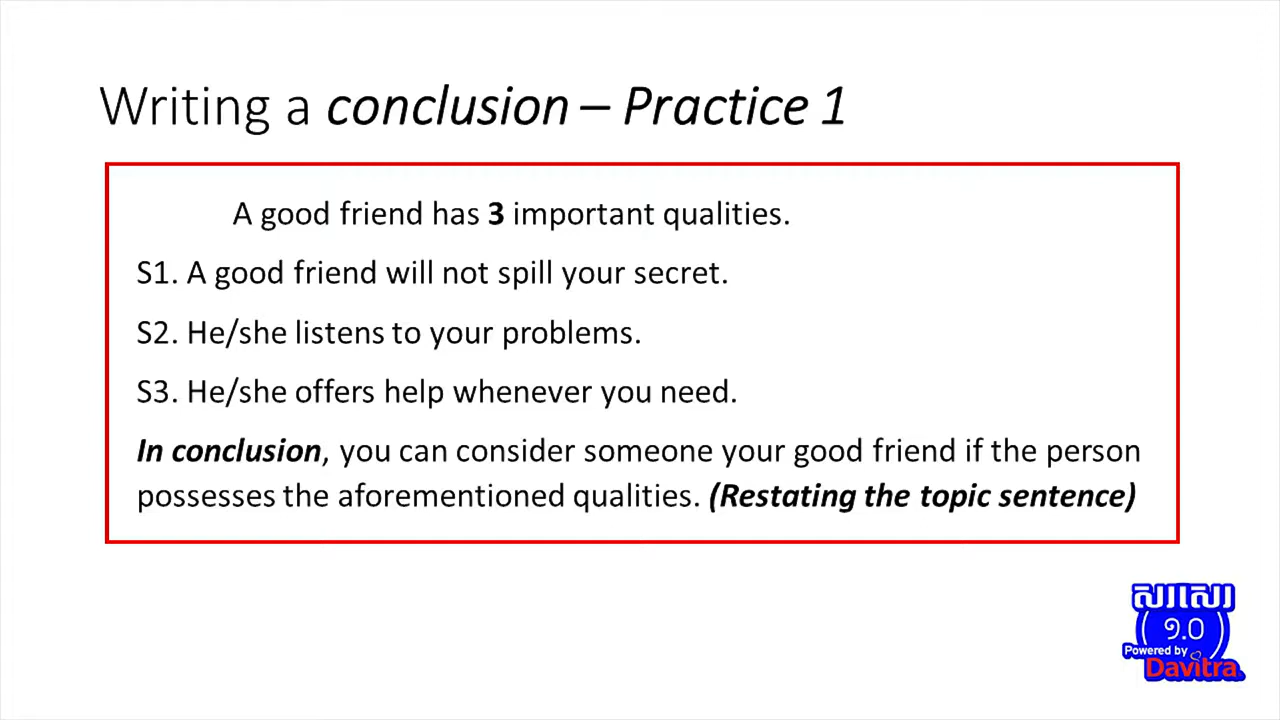 Writing a conclusion – Practice 1
A good friend has 3 important qualities.
S1. A good friend will not spill your secret.
S2. He/she listens to your problems.
S3. He/she offers help whenever you need.
In conclusion, you can consider someone your good friend if the person
possesses the aforementioned qualities. (Restating the topic sentence)
សរសេរ
9.0
Powered by
Davitra